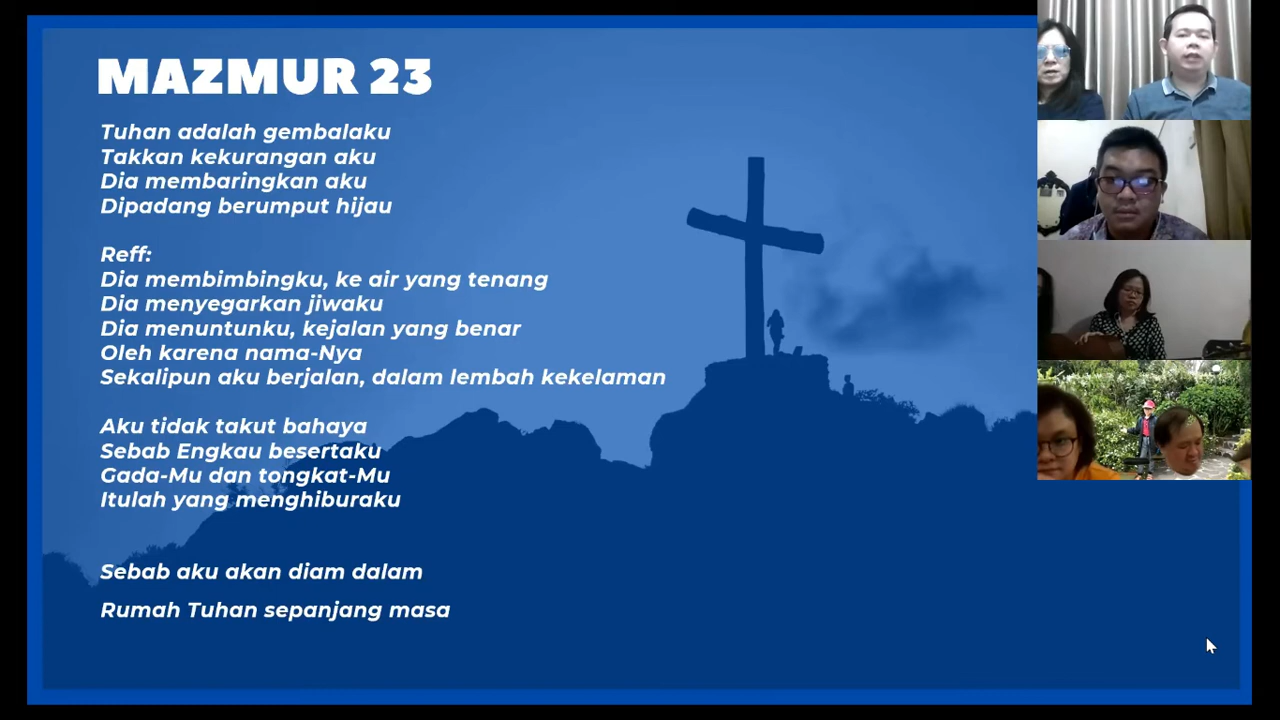 MAZMUR 23
Tuhan adalah gembalaku
Takkan kekurangan aku
Dia membaringkan aku
Dipadang berumput hijau
Reff:
Dia membimbingku, ke air yang tenang
Dia menyegarkan jiwaku
Dia menuntunku, kejalan yang benar
Oleh karena nama-Nya
Sekalipun aku berjalan, dalam lembah kekelaman
Aku tidak takut bahaya
Sebab Engkau besertaku
Gada-Mu dan tongkat-Mu
Itulah yang menghiburaku
Sebab aku akan diam dalam
Rumah Tuhan sepanjang masa